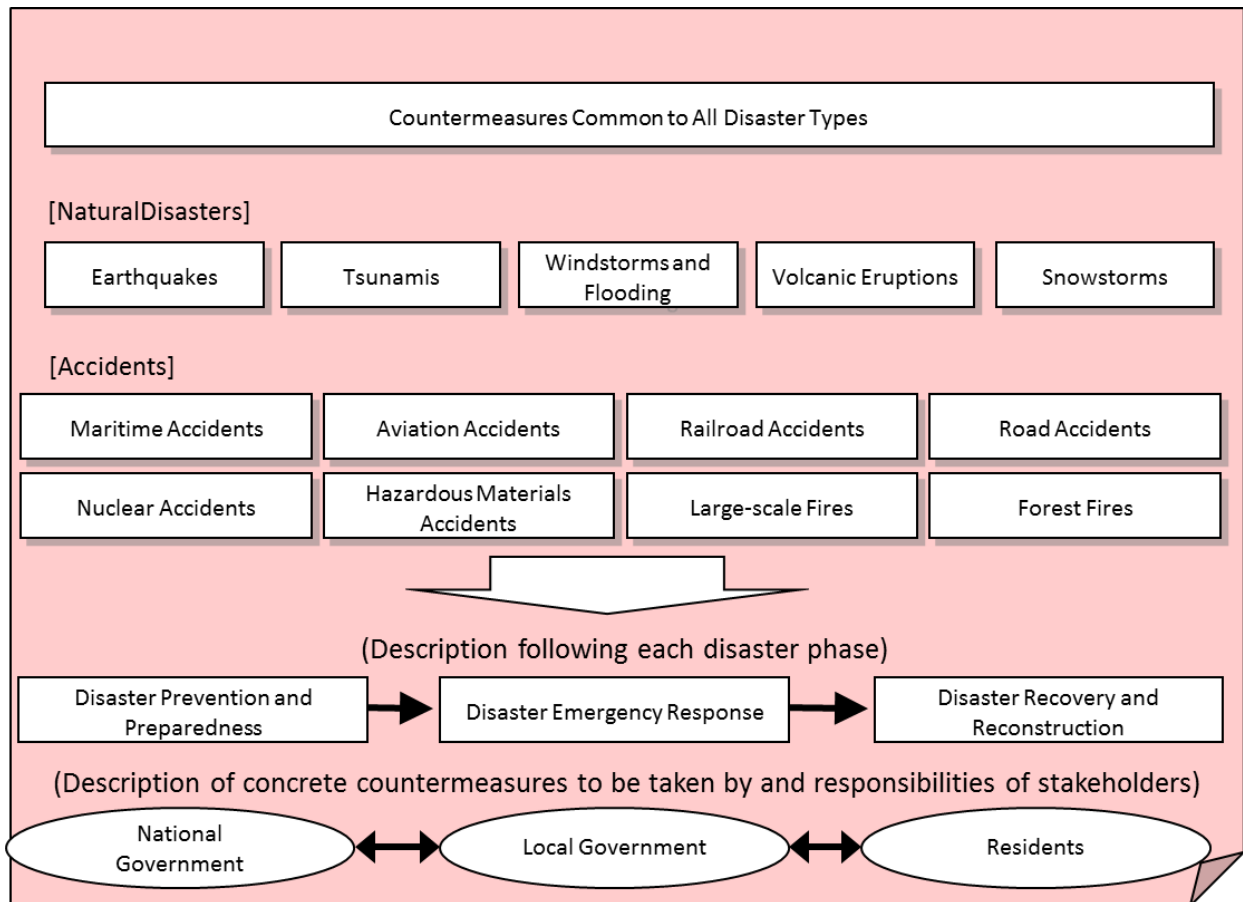 Countermeasures Common to All Disaster Types
[NaturalDisasters]
Earthquakes
Tsunamis
Windstorms and
Flooding
Volcanic Eruptions
Snowstorms
[Accidents]
Maritime Accidents
Aviation Accidents
Railroad Accidents
Road Accidents
Nuclear Accidents
Hazardous Materials
Accidents
Large-scale Fires
Forest Fires
(Description following each disaster phase)
Disaster Prevention and
Preparedness
Disaster Emergency Response
Disaster Recovery and
Reconstruction
(Description of concrete countermeasures to be taken by and responsibilities of stakeholders)
National
Government
Local Government
Residents